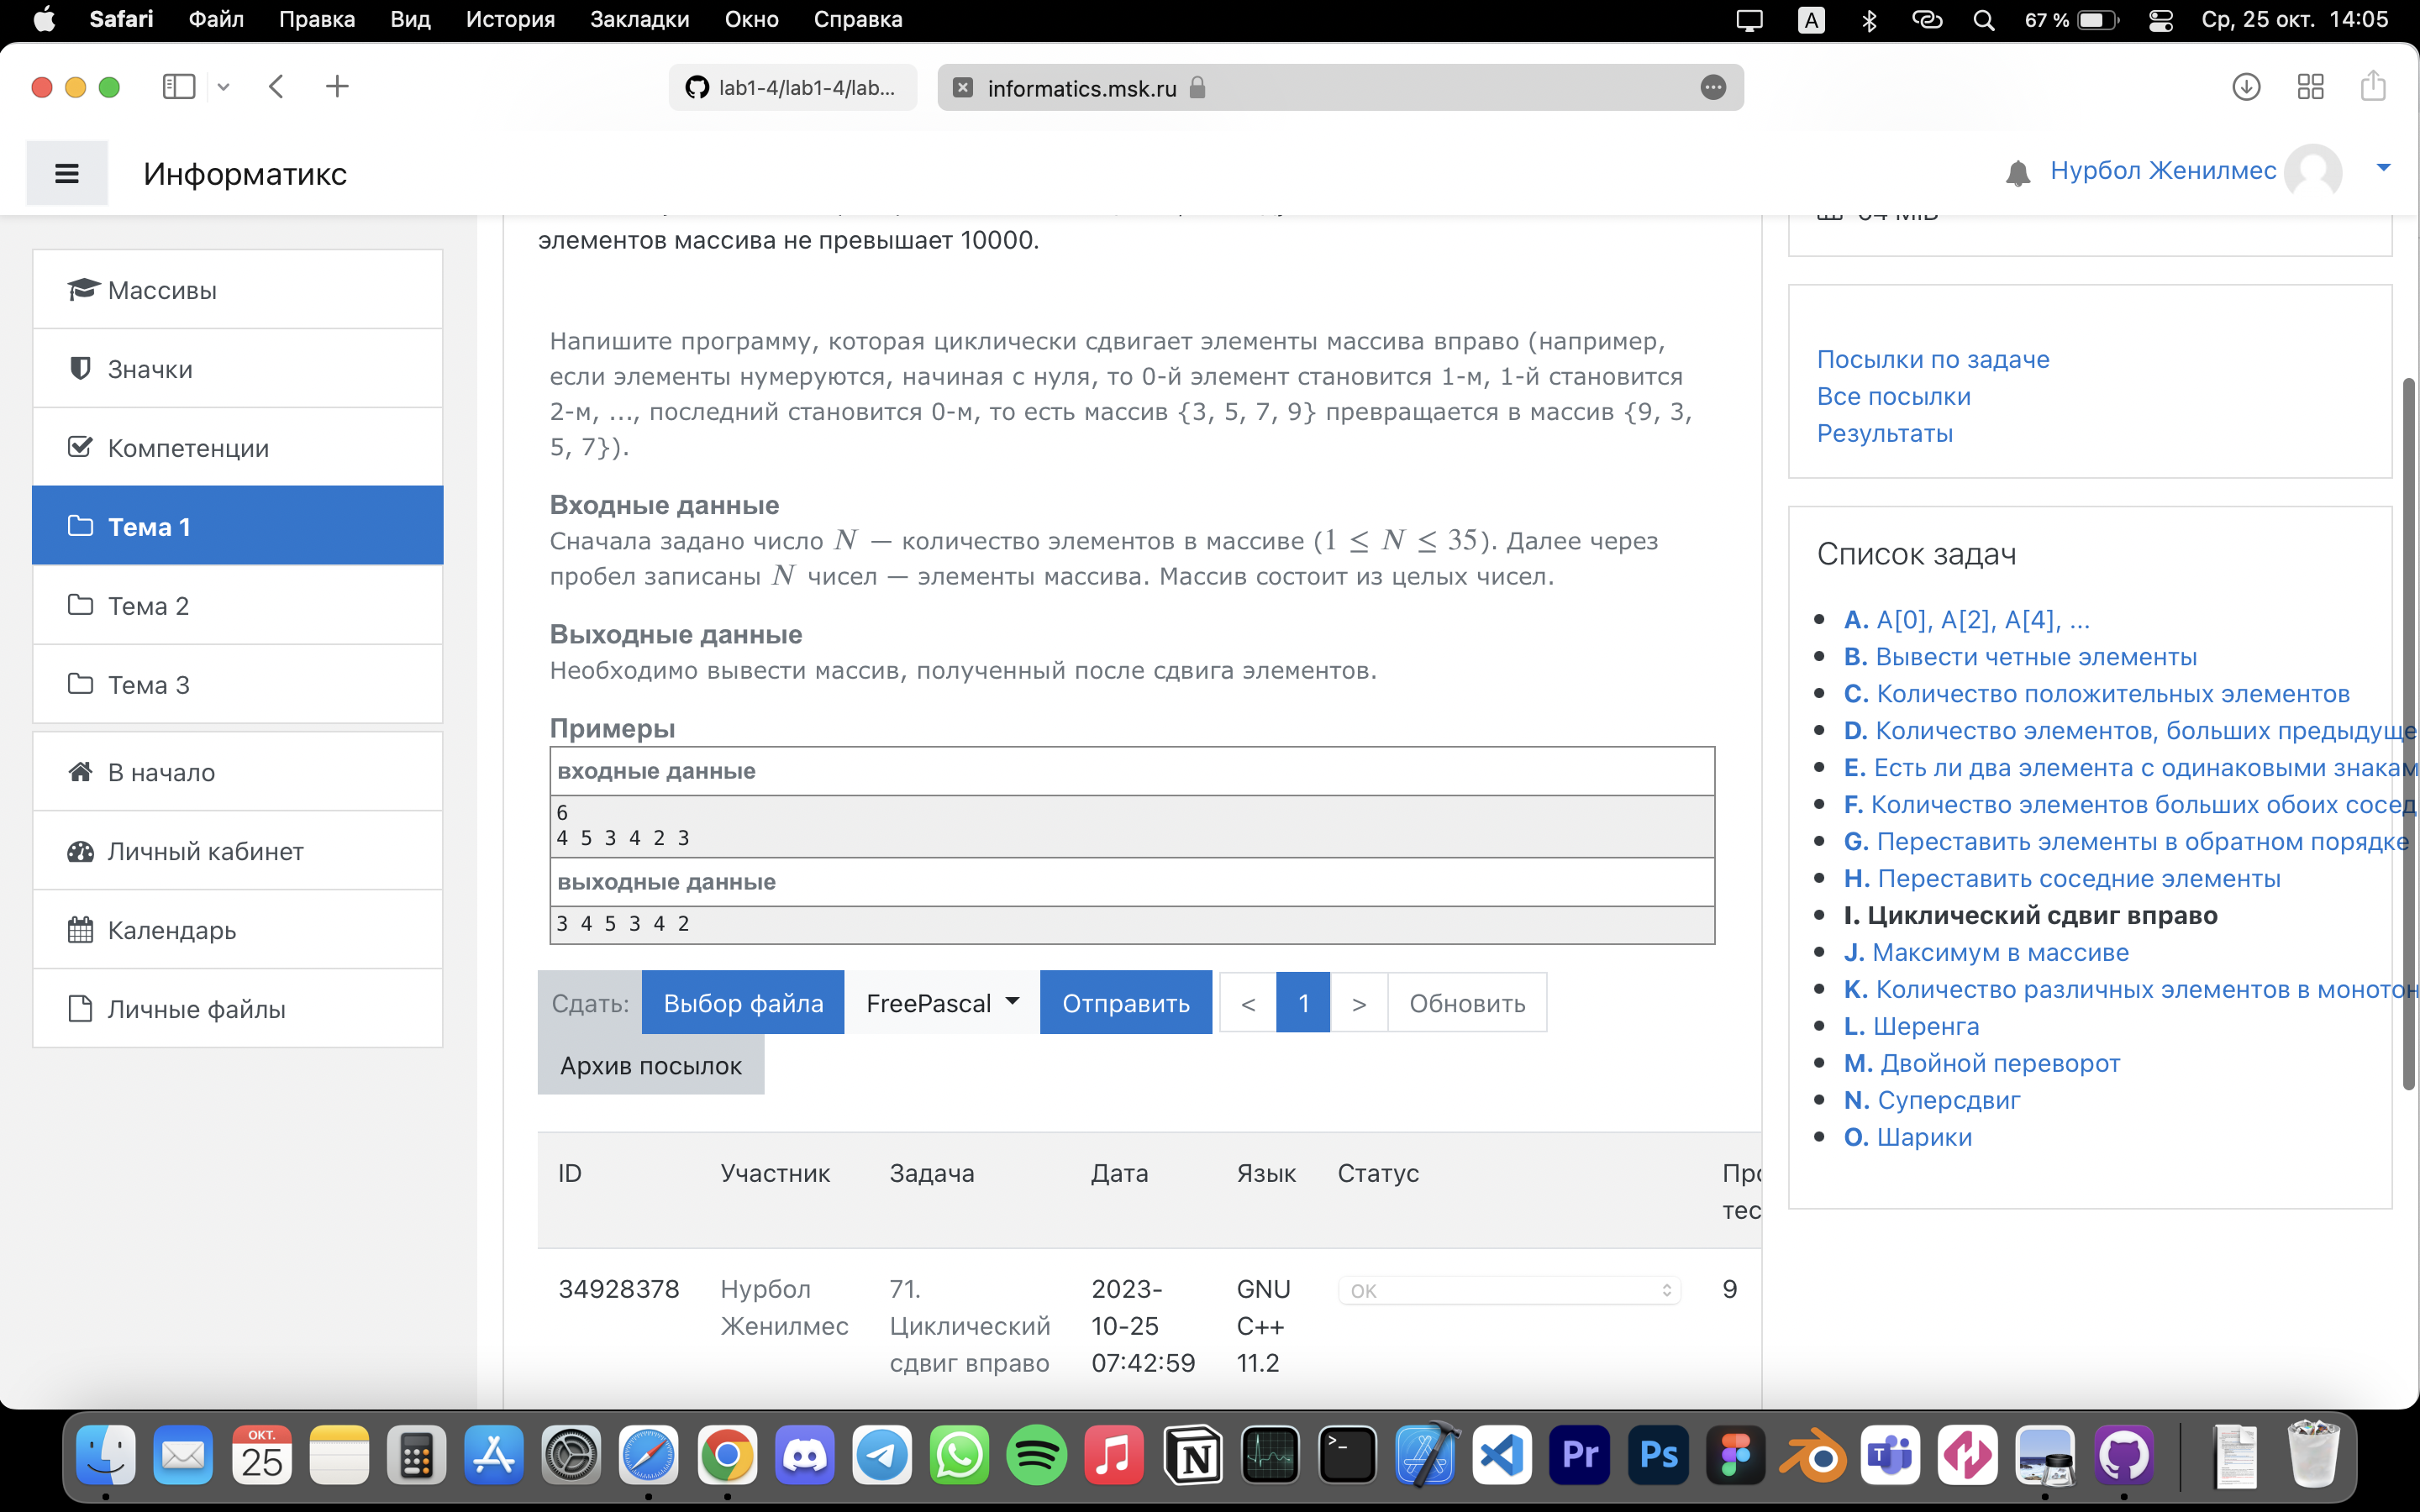 Safari Файл Правка Вид История Закладки Окно Справка A 67 % Ср, 25 окт. 14:05
lab1-4/lab1-4/lab... informatics.msk.ru
Информатикс
Нурбол Женилмес
Массивы
Значки
Компетенции
Тема 1
Тема 2
Тема 3
В начало
Личный кабинет
Календарь
Личные файлы
элементов массива не превышает 10000.
Напишите программу, которая циклически сдвигает элементы массива вправо (например,
если элементы нумеруются, начиная с нуля, то 0-й элемент становится 1-м, 1-й становится
2-м, ..., последний становится 0-м, то есть массив {3, 5, 7, 9} превращается в массив {9, 3,
5, 7}).
Входные данные
Сначала задано число N — количество элементов в массиве (1 ≤ N ≤ 35). Далее через
пробел записаны N чисел — элементы массива. Массив состоит из целых чисел.
Выходные данные
Необходимо вывести массив, полученный после сдвига элементов.
Примеры
входные данные
6
4 5 3 4 2 3
выходные данные
3 4 5 3 4 2
Сдать: Выбор файла FreePascal Отправить < 1 > Обновить
Архив посылок
ID Участник Задача Дата Язык Статус Про
тес
34928378 Нурбол 71. 2023- GNU OK 9
Женилмес Циклический 10-25 C++
сдвиг вправо 07:42:59 11.2
64 MiB
Посылки по задаче
Все посылки
Результаты
Список задач
A. A[0], A[2], A[4], ...
B. Вывести четные элементы
C. Количество положительных элементов
D. Количество элементов, больших предыдуще
E. Есть ли два элемента с одинаковыми знакам
F. Количество элементов больших обоих сосед
G. Переставить элементы в обратном порядке
H. Переставить соседние элементы
I. Циклический сдвиг вправо
J. Максимум в массиве
K. Количество различных элементов в монотон
L. Шеренга
M. Двойной переворот
N. Суперсдвиг
O. Шарики
ОКТ.
25
Pr Ps